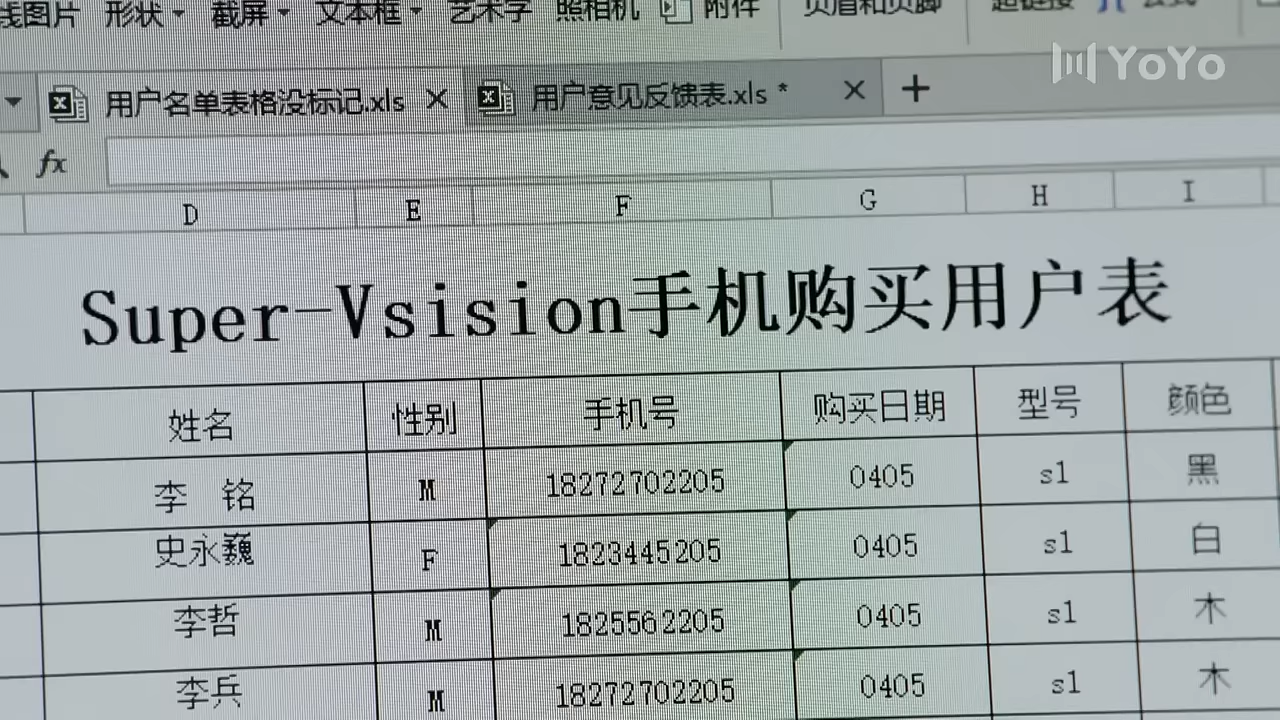 线图片 形状 截屏 文本框 艺术字 照相机 附件 页眉和页脚 超链接 公式
YOYO
用户名单表格没标记.xls 用户意见反馈表.xls *
fx
D E F G H I
Super-Vsision手机购买用户表
姓名 性别 手机号 购买日期 型号 颜色
李 铭 M 18272702205 0405 s1 黑
史永巍 F 1823445205 0405 s1 白
李哲 M 1825562205 0405 s1 木
李兵 M 18272702205 0405 s1 木